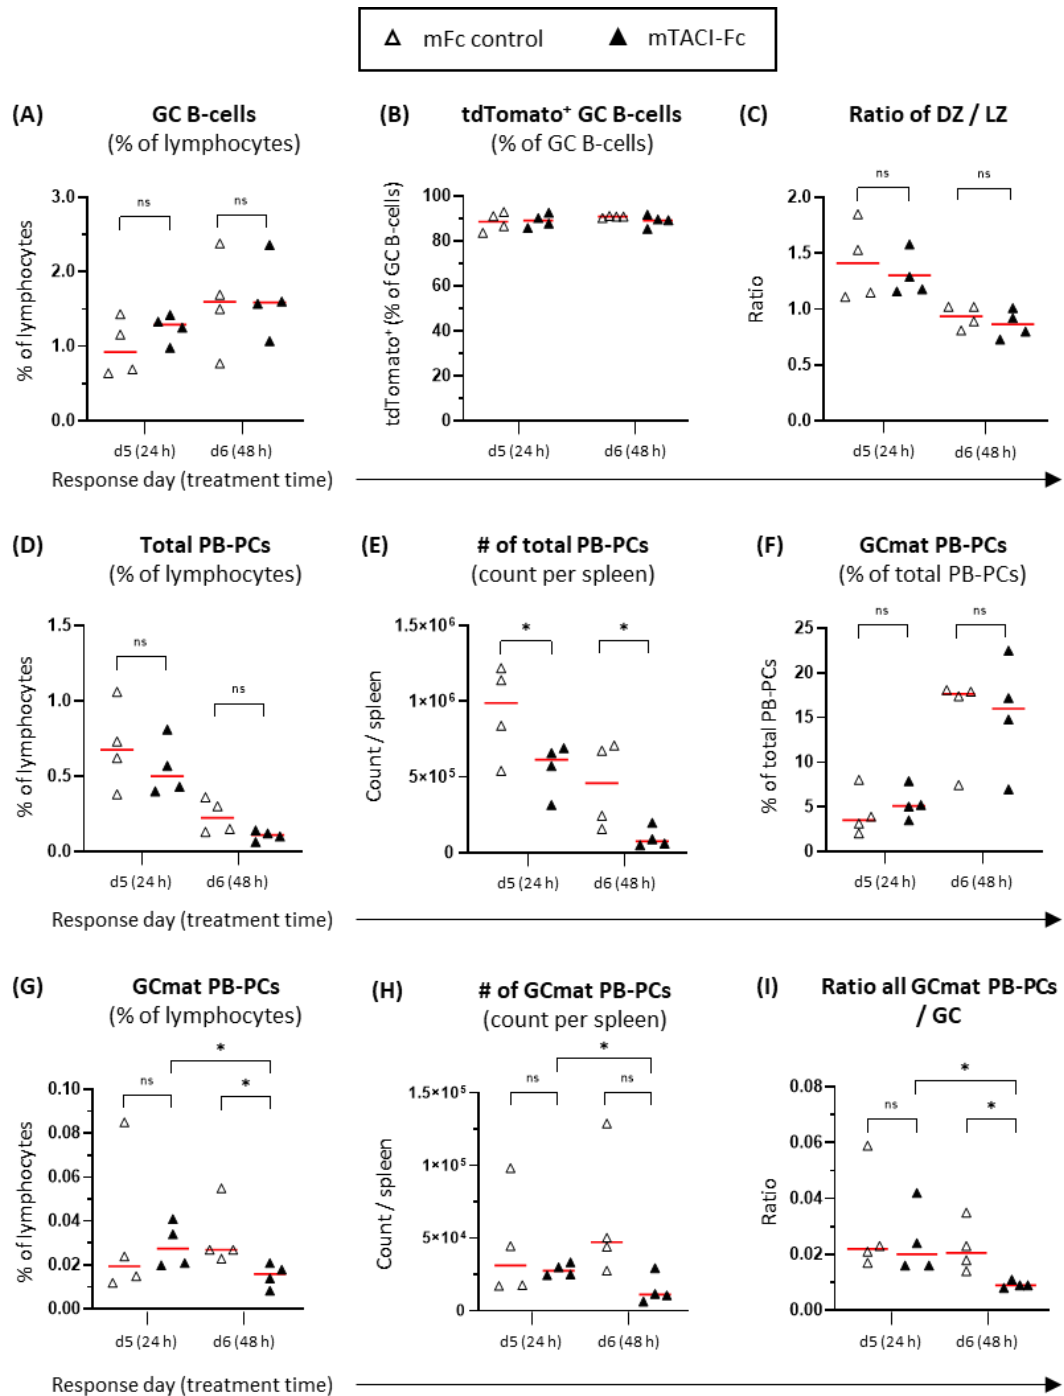 mFc control mTACI-Fc
(A) GC B-cells
(% of lymphocytes)
% of lymphocytes
3.0
2.0
1.0
0.0
ns ns
d5 (24 h) d6 (48 h)
(B) tdTomato⁺ GC B-cells
(% of GC B-cells)
tdTomato⁺ (% of GC B-cells)
100
80
60
40
20
0
d5 (24 h) d6 (48 h)
(C) Ratio of DZ / LZ
Ratio
2.0
1.5
1.0
0.5
0.0
ns ns
d5 (24 h) d6 (48 h)
Response day (treatment time)
(D) Total PB-PCs
(% of lymphocytes)
% of lymphocytes
1.5
1.0
0.5
0.0
ns ns
d5 (24 h) d6 (48 h)
(E) # of total PB-PCs
(count per spleen)
Count / spleen
1.5×10⁶
1×10⁶
5×10⁵
0
* *
d5 (24 h) d6 (48 h)
(F) GCmat PB-PCs
(% of total PB-PCs)
% of total PB-PCs
25
20
15
10
5
0
ns ns
d5 (24 h) d6 (48 h)
Response day (treatment time)
(G) GCmat PB-PCs
(% of lymphocytes)
% of lymphocytes
0.10
0.08
0.06
0.04
0.02
0.00
*
ns *
d5 (24 h) d6 (48 h)
(H) # of GCmat PB-PCs
(count per spleen)
Count / spleen
1.5×10⁵
1×10⁵
5×10⁴
0
*
ns ns
d5 (24 h) d6 (48 h)
(I) Ratio all GCmat PB-PCs
/ GC
Ratio
0.08
0.06
0.04
0.02
0.00
*
ns *
d5 (24 h) d6 (48 h)
Response day (treatment time)